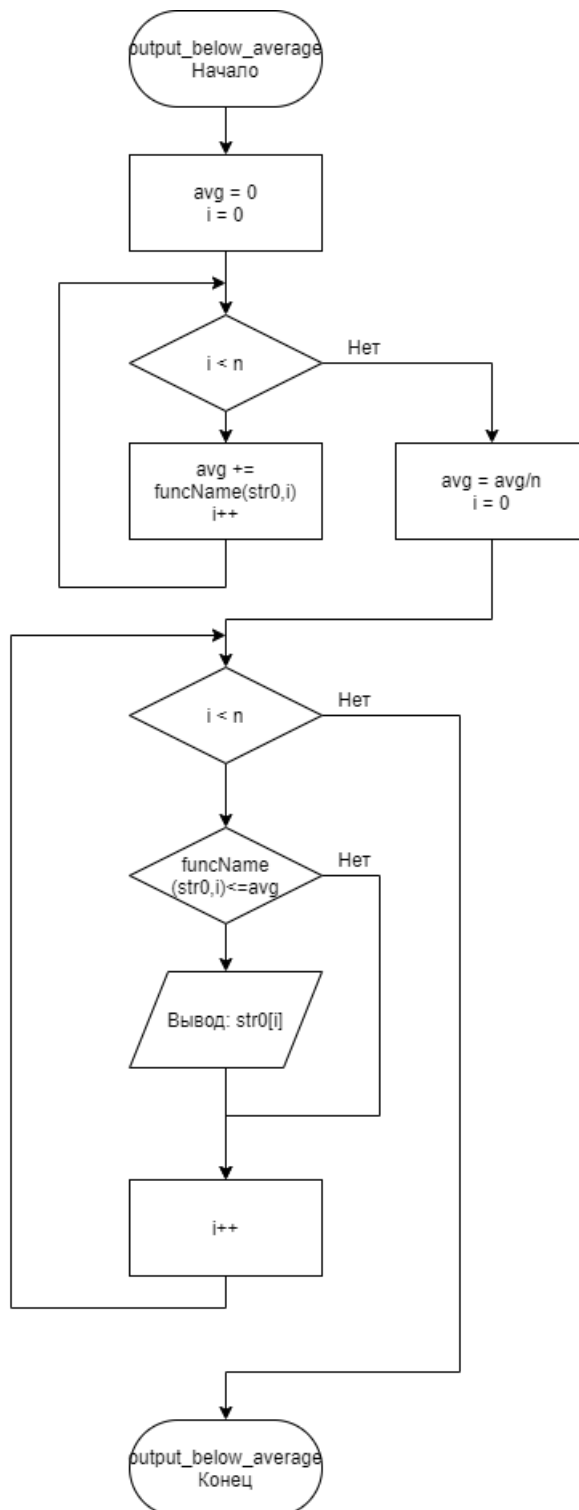 output_below_average
Начало
avg = 0
i = 0
i < n
Нет
avg +=
funcName(str0,i)
i++
avg = avg/n
i = 0
i < n
Нет
funcName
(str0,i)<=avg
Нет
Вывод: str0[i]
i++
output_below_average
Конец